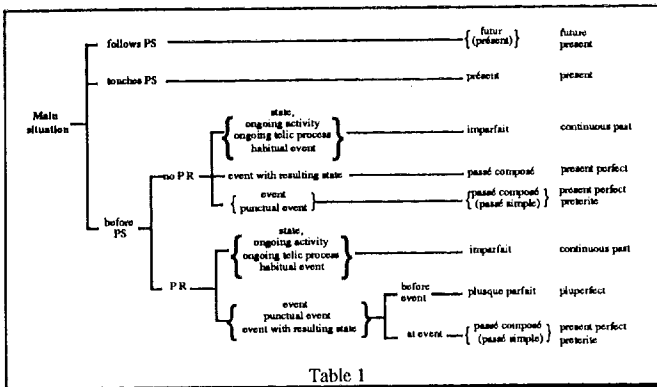 follows PS
futur
(présent)
future
present
touches PS
présent
present
Main
situation
state,
ongoing activity
ongoing telic process
habitual event
imparfait
continuous past
no PR
event with resulting state
passé composé
present perfect
event
punctual event
passé composé
(passé simple)
present perfect
preterite
before
PS
state,
ongoing activity
ongoing telic process
habitual event
imparfait
continuous past
PR
event
punctual event
event with resulting state
before
event
plusque parfait
pluperfect
at event
passé composé
(passé simple)
present perfect
preterite
Table 1